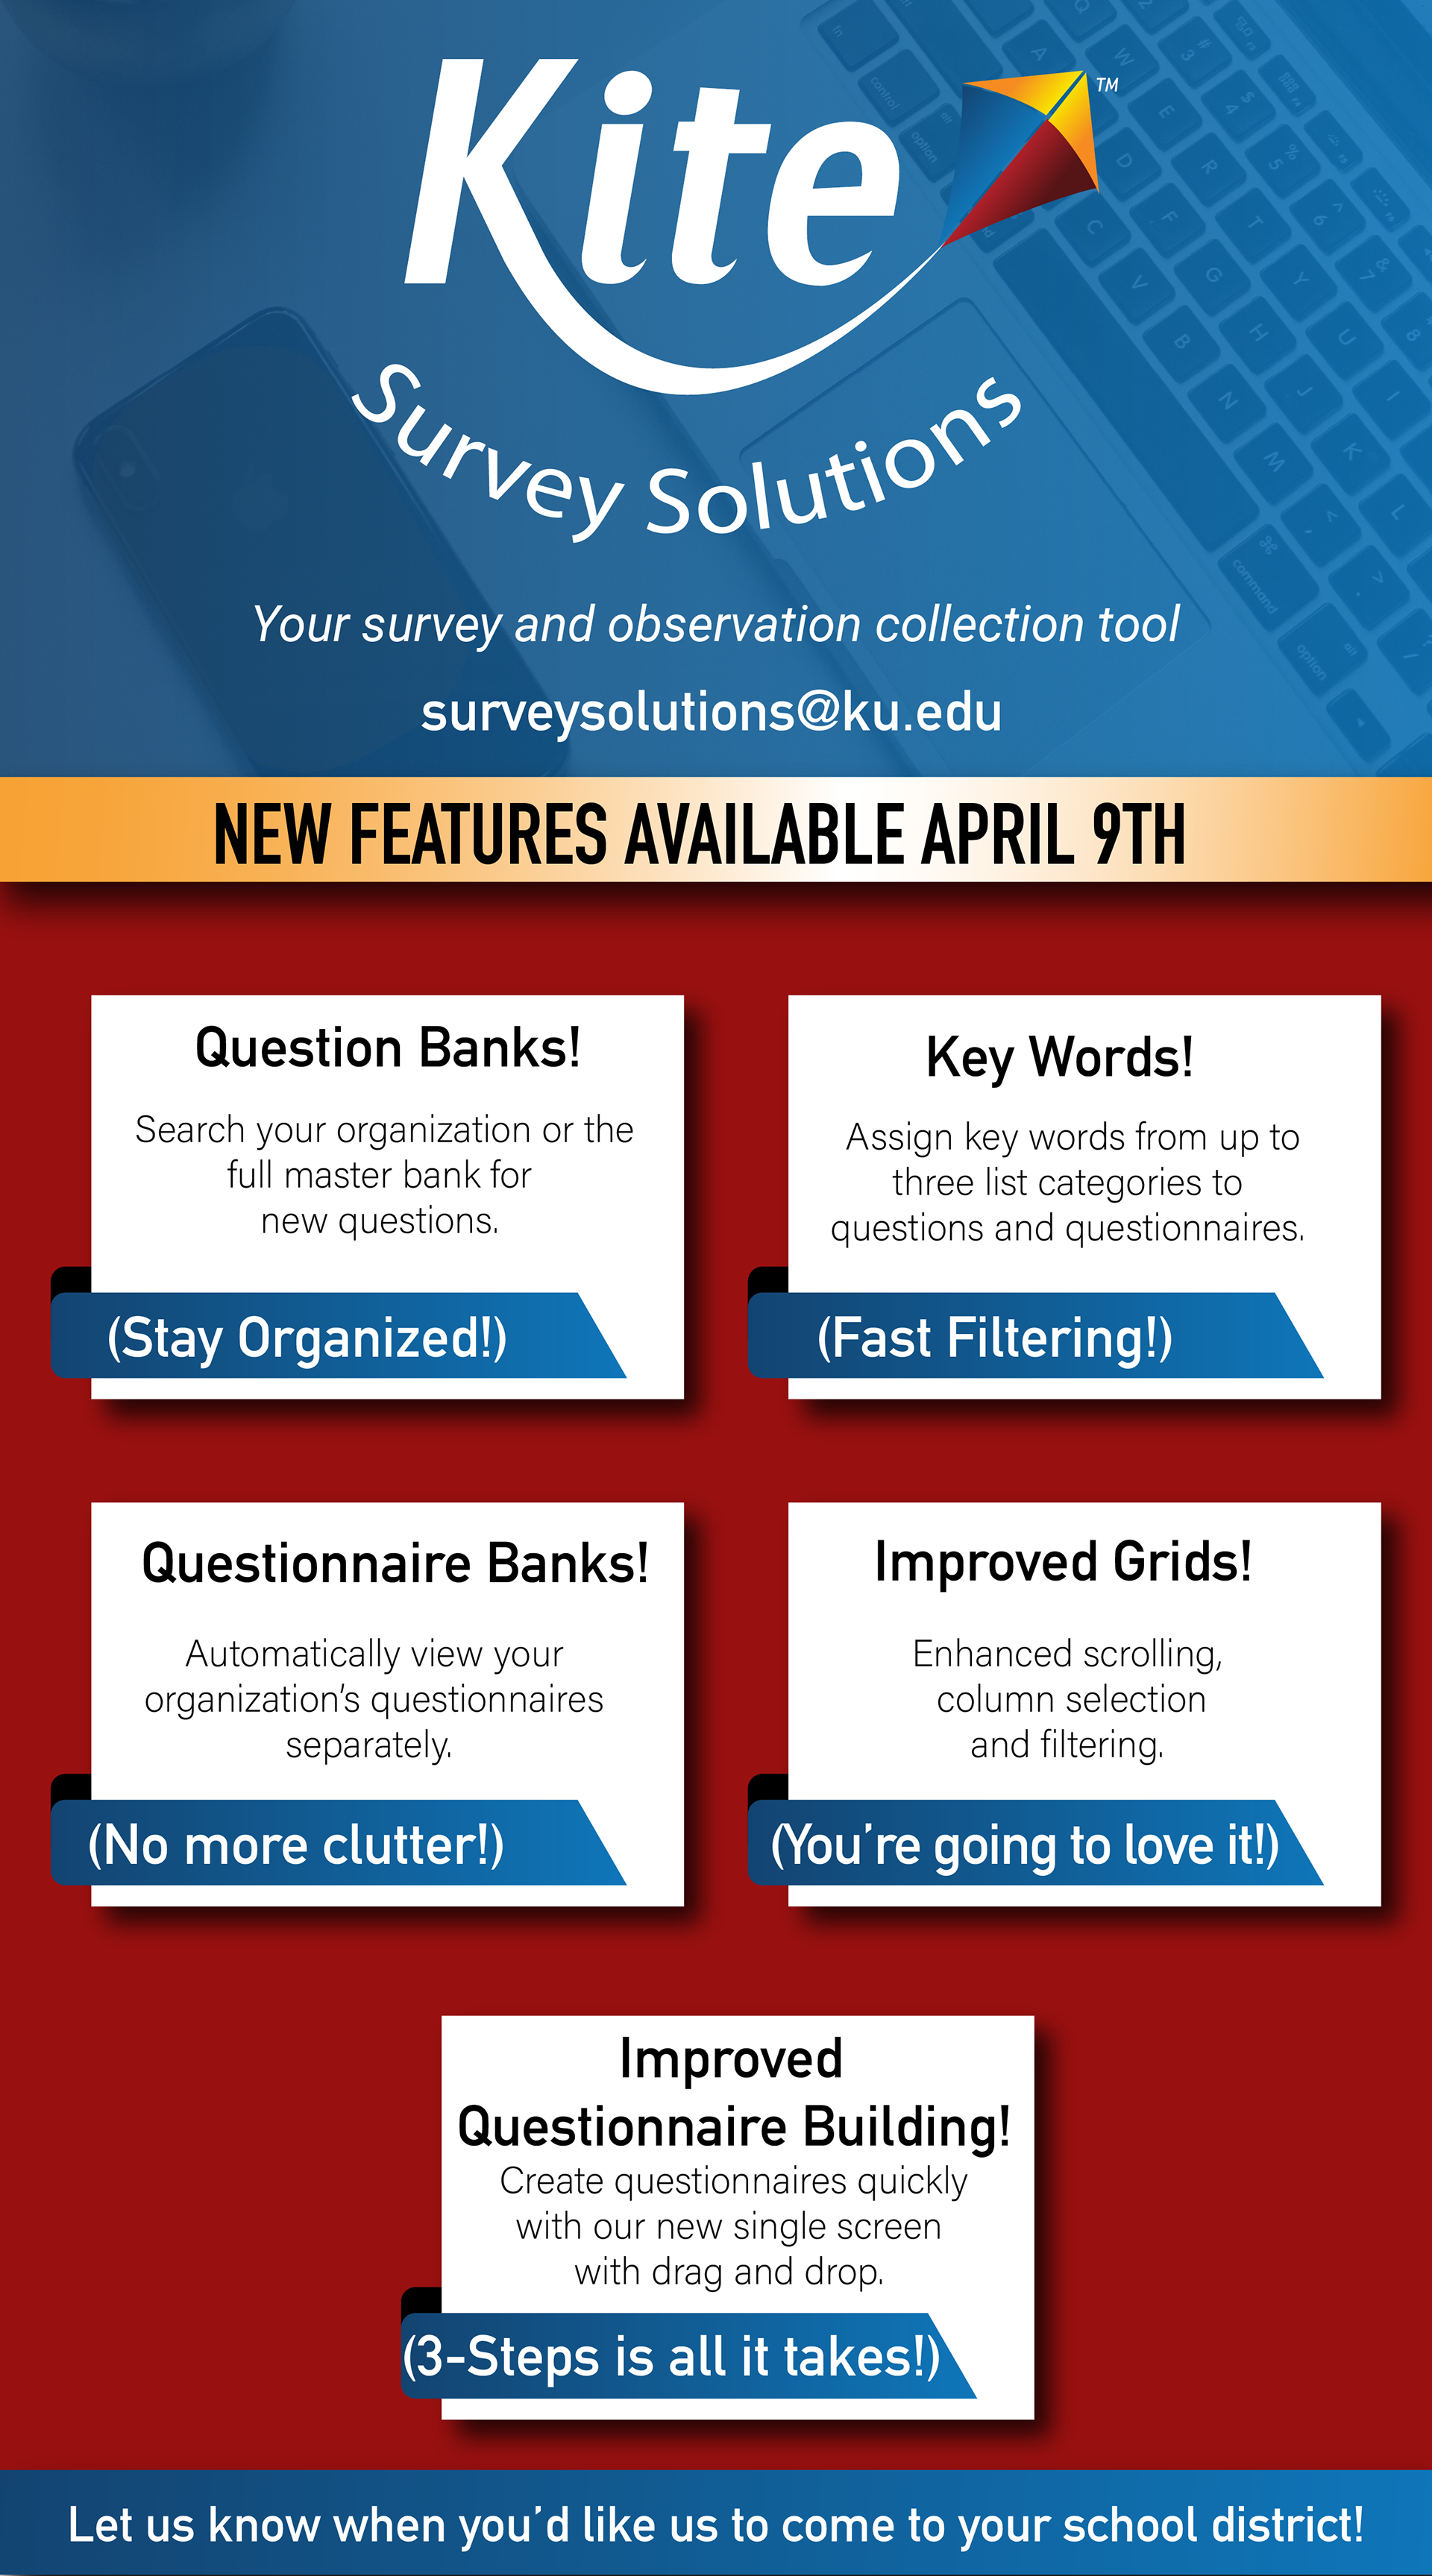 Kite™
Survey Solutions
Your survey and observation collection tool
surveysolutions@ku.edu
NEW FEATURES AVAILABLE APRIL 9TH
Question Banks!
Search your organization or the
full master bank for
new questions.
(Stay Organized!)
Key Words!
Assign key words from up to
three list categories to
questions and questionnaires.
(Fast Filtering!)
Questionnaire Banks!
Automatically view your
organization’s questionnaires
separately.
(No more clutter!)
Improved Grids!
Enhanced scrolling,
column selection
and filtering.
(You’re going to love it!)
Improved
Questionnaire Building!
Create questionnaires quickly
with our new single screen
with drag and drop.
(3-Steps is all it takes!)
Let us know when you’d like us to come to your school district!